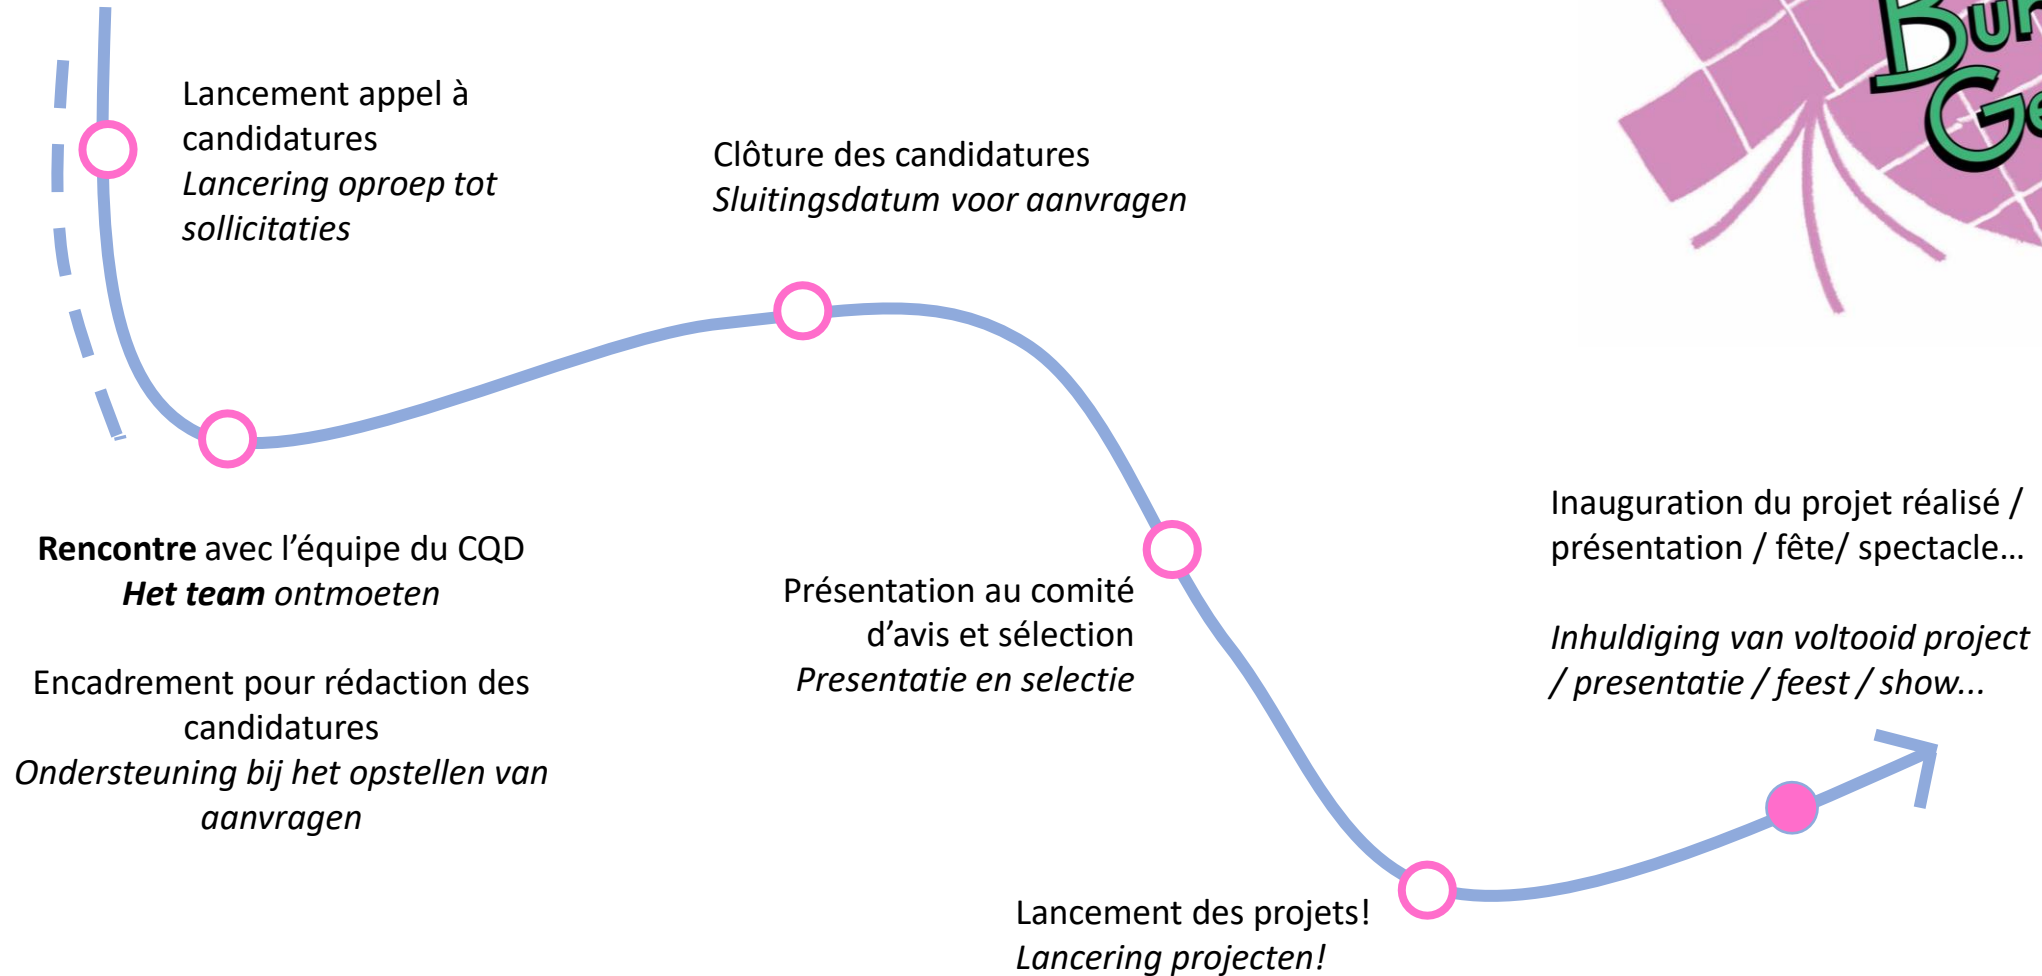 Lancement appel à
candidatures
Lancering oproep tot
sollicitaties
Clôture des candidatures
Sluitingsdatum voor aanvragen
Rencontre avec l’équipe du CQD
Het team ontmoeten
Encadrement pour rédaction des
candidatures
Ondersteuning bij het opstellen van
aanvragen
Présentation au comité
d’avis et sélection
Presentatie en selectie
Inauguration du projet réalisé /
présentation / fête/ spectacle…
Inhuldiging van voltooid project
/ presentatie / feest / show...
Lancement des projets!
Lancering projecten!